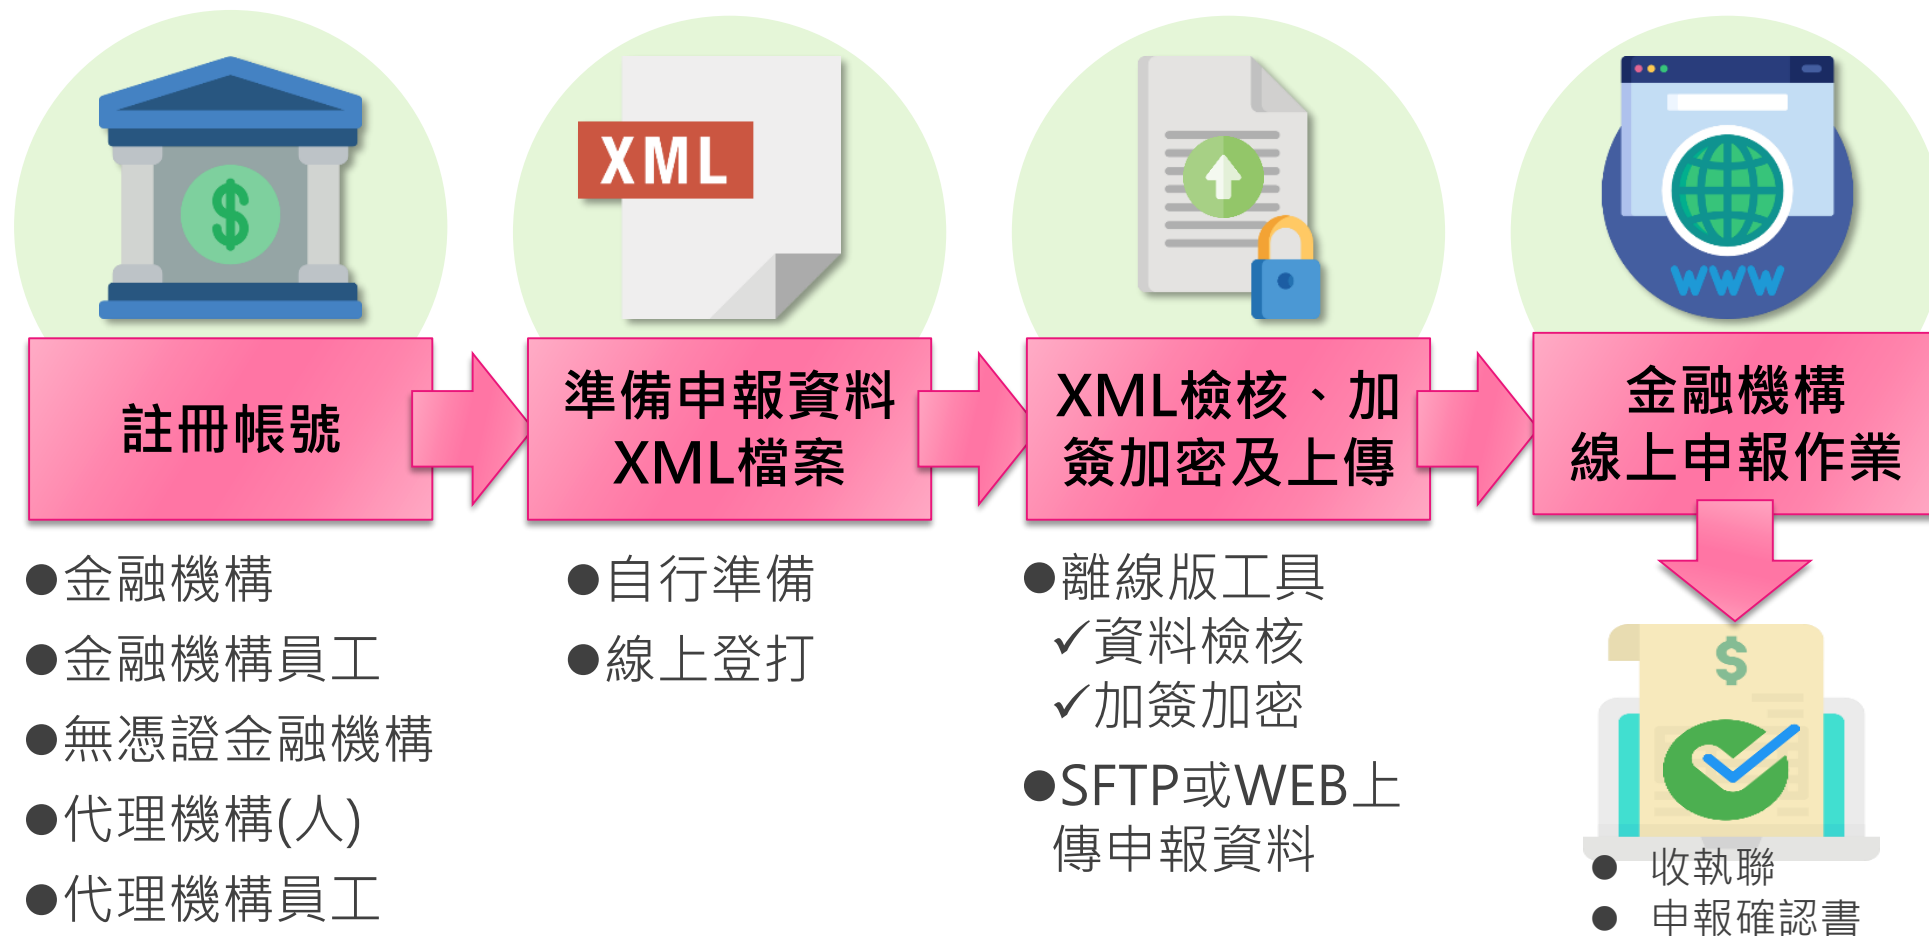 XML
WWW
註冊帳號
●金融機構
●金融機構員工
●無憑證金融機構
●代理機構(人)
●代理機構員工
準備申報資料
XML檔案
●自行準備
●線上登打
XML檢核、加
簽加密及上傳
●離線版工具
✓資料檢核
✓加簽加密
●SFTP或WEB上
傳申報資料
金融機構
線上申報作業
● 收執聯
● 申報確認書